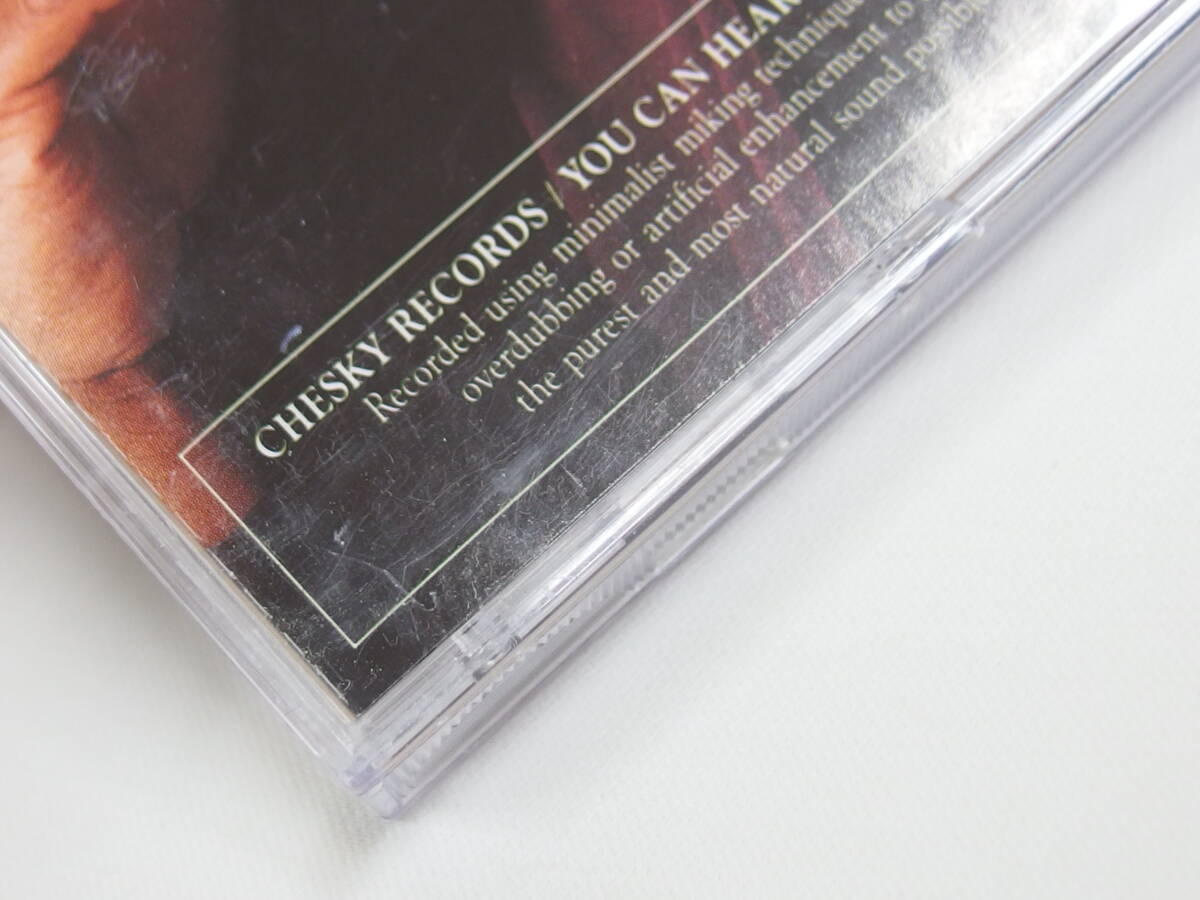 CHESKY RECORDS / YOU CAN HEAR
Recorded using minimalist miking technique
overdubbing or artificial enhancement to
the purest and most natural sound possible